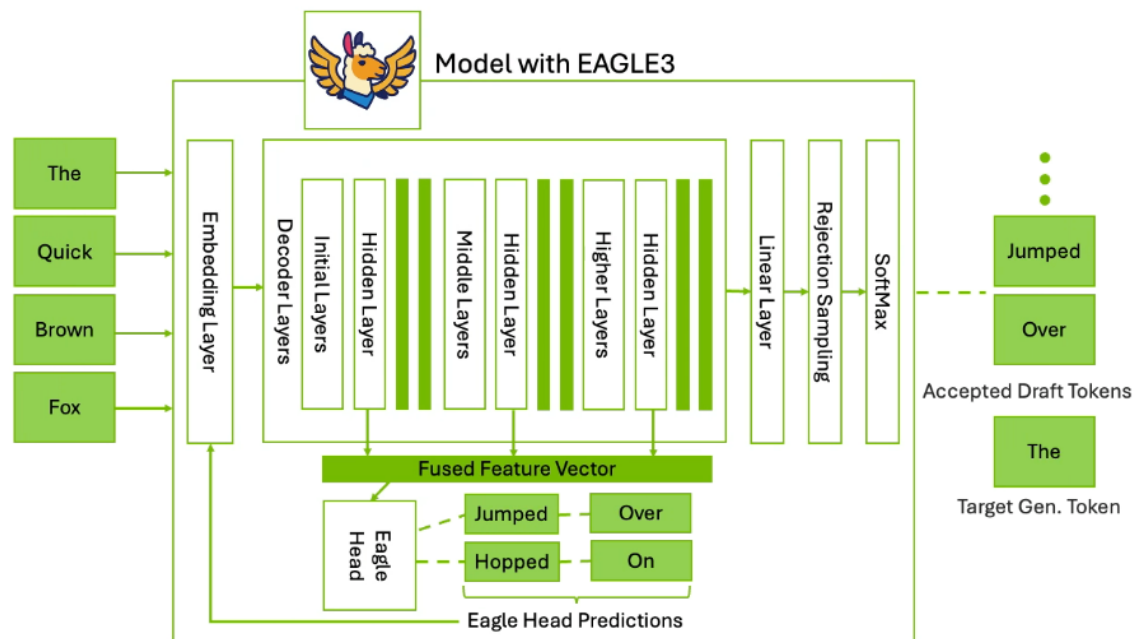 Model with EAGLE3
The
Quick
Brown
Fox
Embedding Layer
Decoder Layers
Initial Layers
Hidden Layer
Middle Layers
Hidden Layer
Higher Layers
Hidden Layer
Linear Layer
Rejection Sampling
SoftMax
Jumped
Over
Accepted Draft Tokens
The
Target Gen. Token
Fused Feature Vector
Eagle
Head
Jumped
Over
Hopped
On
Eagle Head Predictions